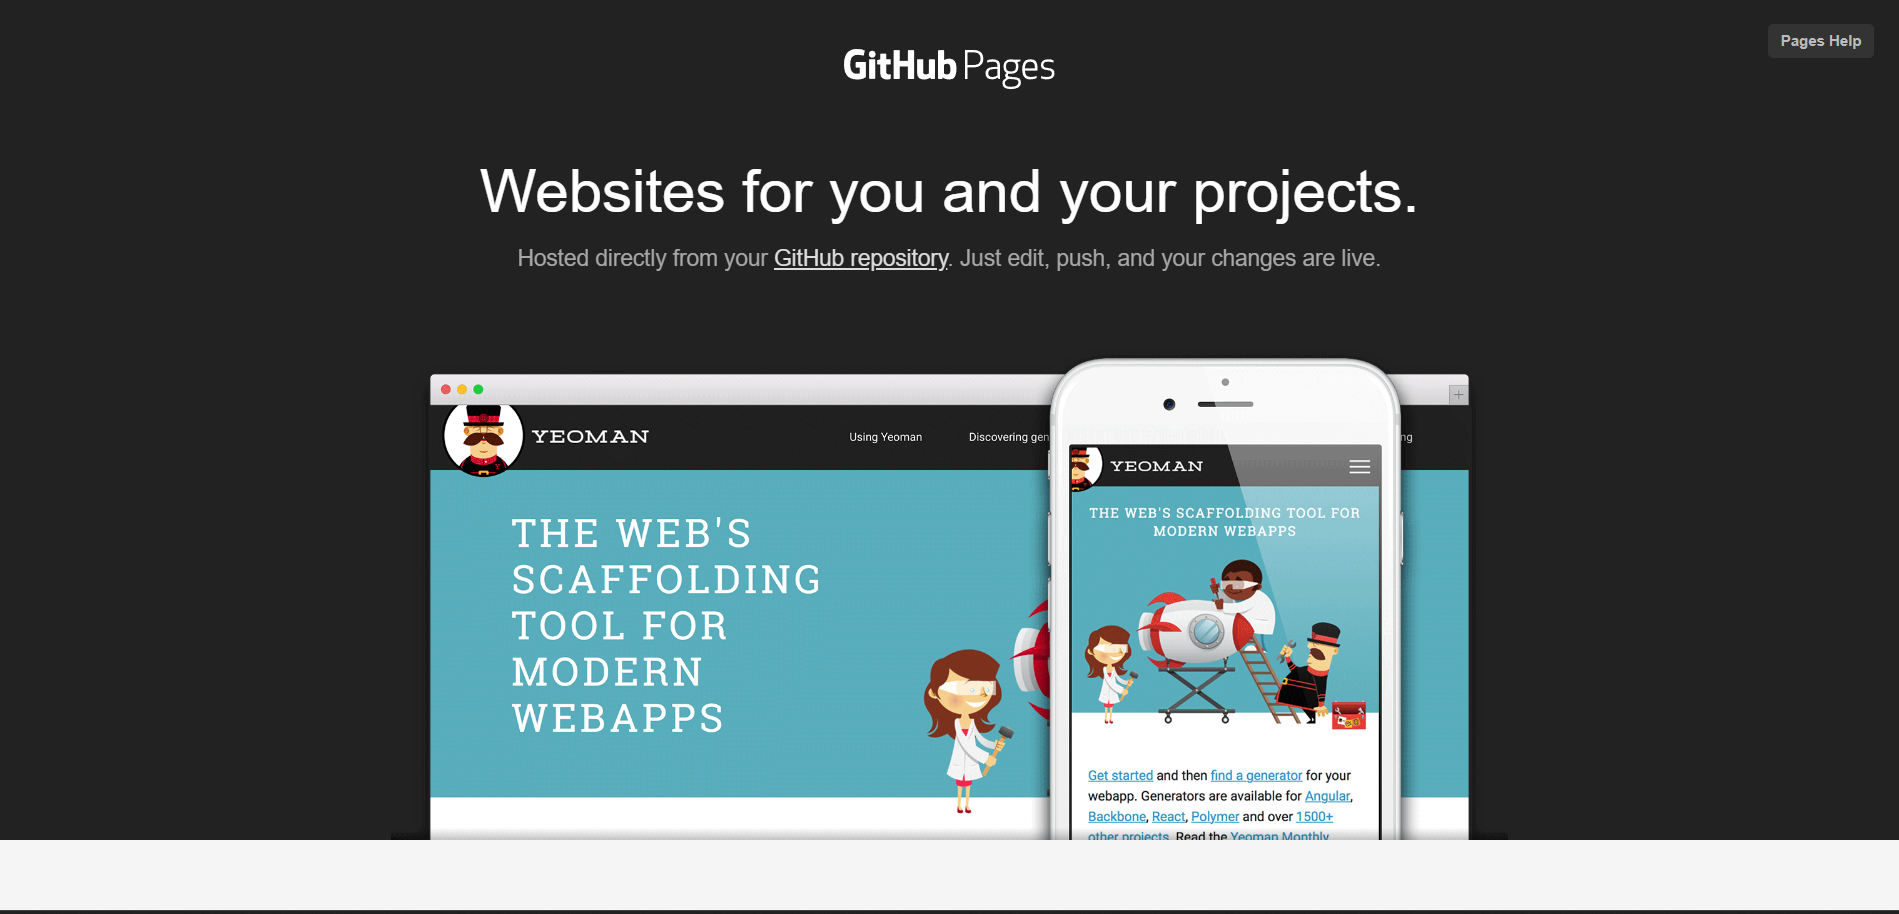 Pages Help
GitHub Pages
Websites for you and your projects.
Hosted directly from your GitHub repository. Just edit, push, and your changes are live.
YEOMAN
Using Yeoman
Discovering gen
ng
THE WEB'S
SCAFFOLDING
TOOL FOR
MODERN
WEBAPPS
YEOMAN
THE WEB'S SCAFFOLDING TOOL FOR
MODERN WEBAPPS
Get started and then find a generator for your
webapp. Generators are available for Angular,
Backbone, React, Polymer and over 1500+
other projects. Read the Yeoman Monthly